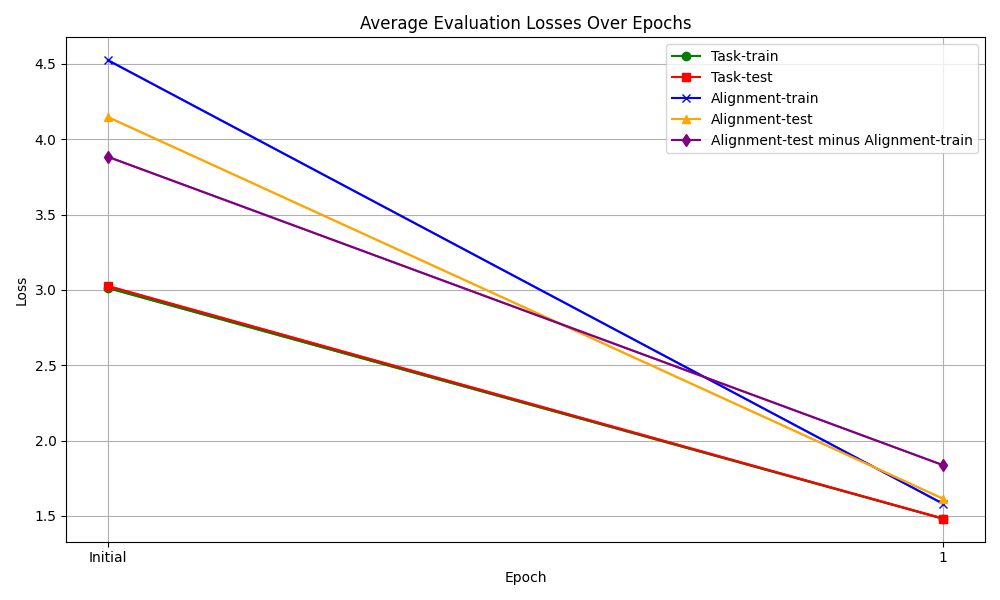 Average Evaluation Losses Over Epochs
Task-train
Task-test
Alignment-train
Alignment-test
Alignment-test minus Alignment-train
4.5
4.0
3.5
3.0
2.5
2.0
1.5
Loss
Initial
1
Epoch